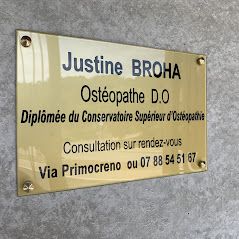 Justine BROHA
Ostéopathe D.O
Diplômée du Conservatoire Supérieur d'Ostéopathie
Consultation sur rendez-vous
Via Primocreno ou 07 88 54 51 67